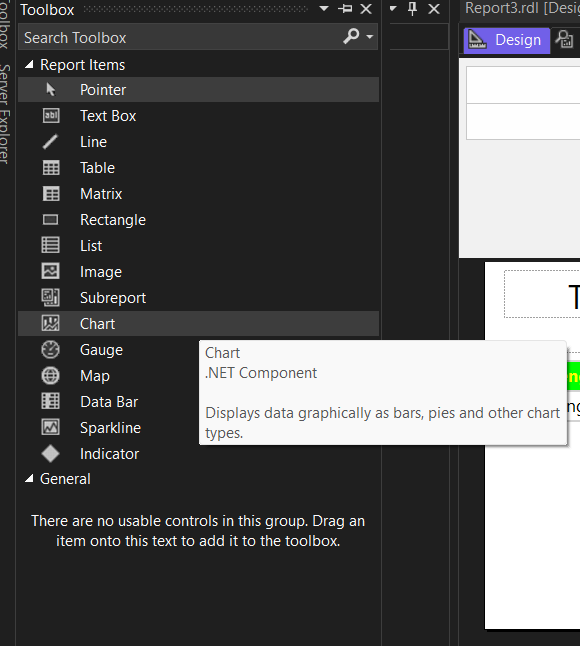 Toolbox
Search Toolbox
Report Items
Pointer
Text Box
Line
Table
Matrix
Rectangle
List
Image
Subreport
Chart
Gauge
Map
Data Bar
Sparkline
Indicator
General
There are no usable controls in this group. Drag an
item onto this text to add it to the toolbox.
Chart
.NET Component
Displays data graphically as bars, pies and other chart
types.
Toolbox
Server Explorer
Report3.rdl [Desi
Design
T
ng